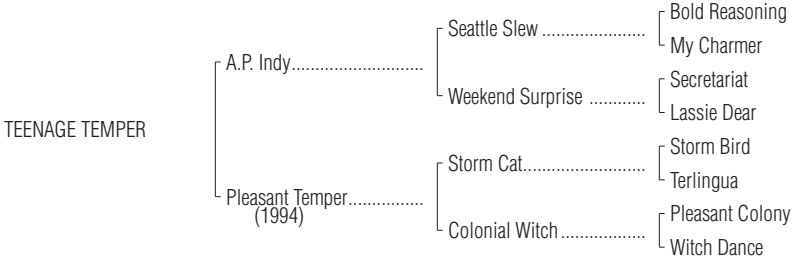 Bold Reasoning
Seattle Slew ......................
My Charmer
A.P. Indy............................
Secretariat
Weekend Surprise ............
Lassie Dear
TEENAGE TEMPER
Storm Bird
Storm Cat..........................
Terlingua
Pleasant Temper................
(1994)
Pleasant Colony
Colonial Witch ..................
Witch Dance